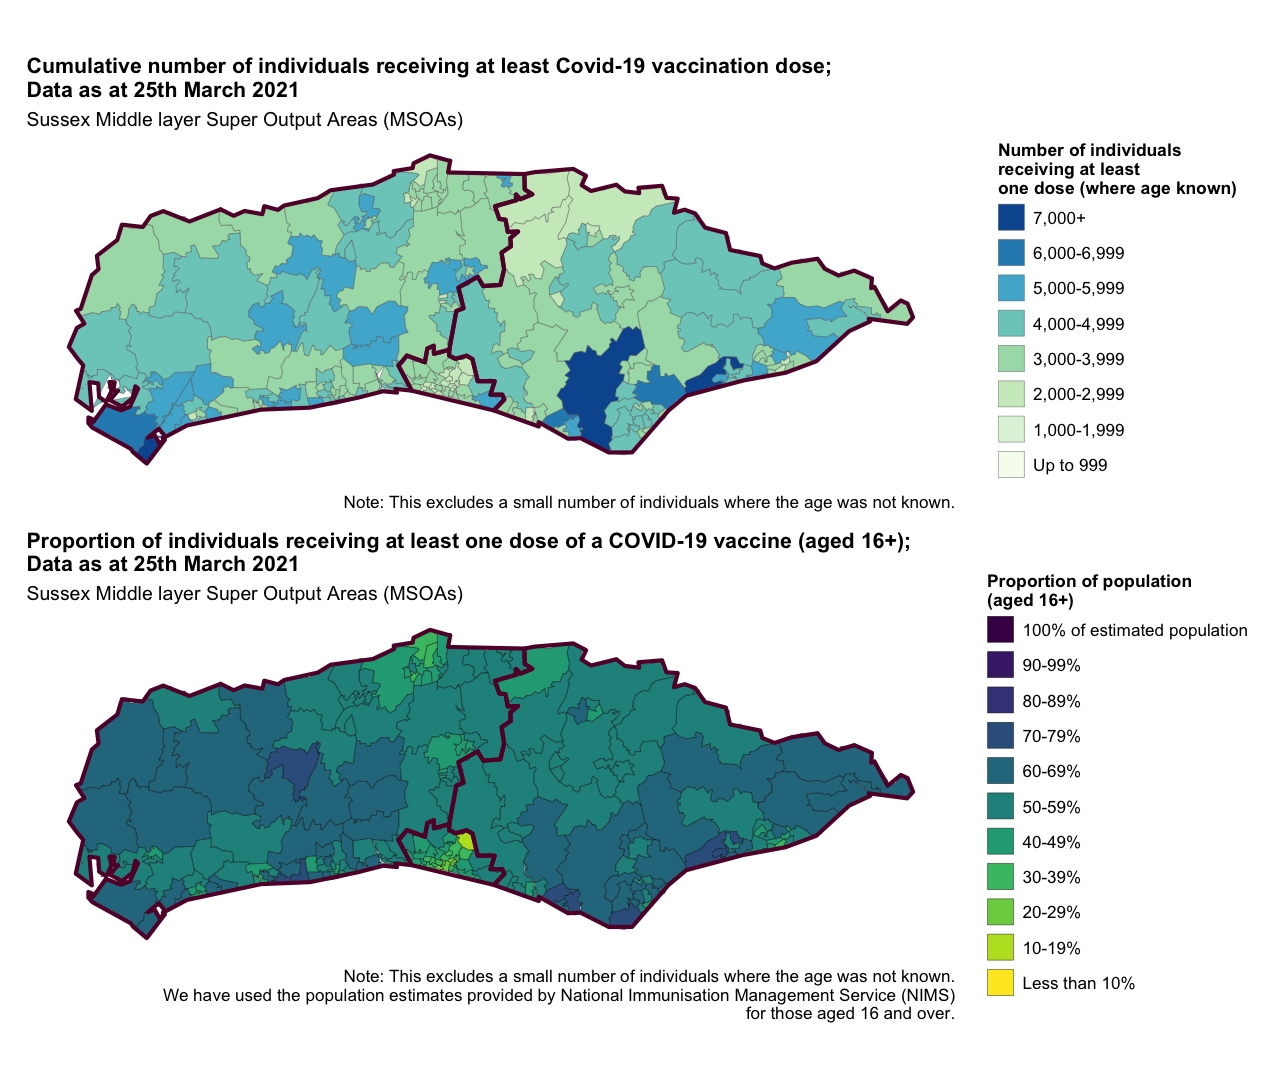 Cumulative number of individuals receiving at least Covid-19 vaccination dose;
Data as at 25th March 2021
Sussex Middle layer Super Output Areas (MSOAs)
Number of individuals
receiving at least
one dose (where age known)
7,000+
6,000-6,999
5,000-5,999
4,000-4,999
3,000-3,999
2,000-2,999
1,000-1,999
Up to 999
Note: This excludes a small number of individuals where the age was not known.
Proportion of individuals receiving at least one dose of a COVID-19 vaccine (aged 16+);
Data as at 25th March 2021
Sussex Middle layer Super Output Areas (MSOAs)
Proportion of population
(aged 16+)
100% of estimated population
90-99%
80-89%
70-79%
60-69%
50-59%
40-49%
30-39%
20-29%
10-19%
Less than 10%
Note: This excludes a small number of individuals where the age was not known.
We have used the population estimates provided by National Immunisation Management Service (NIMS)
for those aged 16 and over.